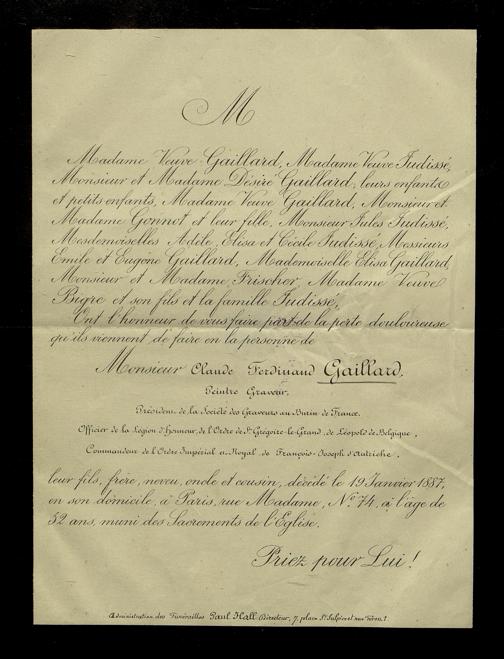 M
Madame Veuve Gaillard, Madame Veuve Judissé,
Monsieur et Madame Désiré Gaillard, leurs enfants
et petits enfants, Madame Veuve Gaillard, Monsieur et
Madame Gonnot et leur fille, Monsieur Jules Judissé,
Mesdemoiselles Adèle, Elisa et Cécile Judissé, Messieurs
Emile et Eugène Gaillard, Mademoiselle Elisa Gaillard,
Monsieur et Madame Frischer, Madame Veuve
Bigre et son fils et la famille Judissé,
Ont l'honneur de vous faire part de la perte douloureuse
qu'ils viennent de faire en la personne de
Monsieur Claude Ferdinand Gaillard.
Peintre Graveur.
Président de la Société des Graveurs au Burin de France.
Officier de la Légion d'honneur, de l'Ordre de St Grégoire-le-Grand, de Léopold de Belgique,
Commandeur de l'Ordre Impérial et Royal de François-Joseph d'Autriche.
leur fils, frère, neveu, oncle et cousin, décédé le 19 Janvier 1887,
en son domicile, à Paris, rue Madame, No 74, à l'âge de
52 ans, muni des Sacrements de l'Eglise.
Priez pour Lui!
Administration des Funérailles Paul Hall Directeur, 7, place St Sulpice et rue Férou. 1